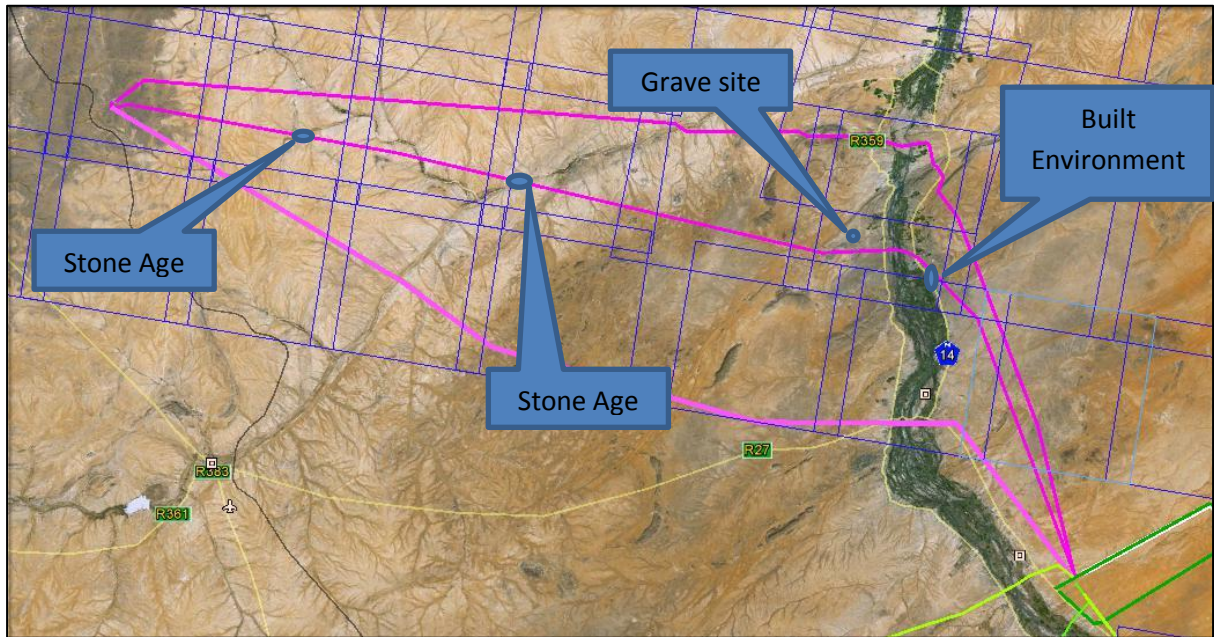 Grave site
Built
Environment
R359
Stone Age
14
Stone Age
R27
R383
R361